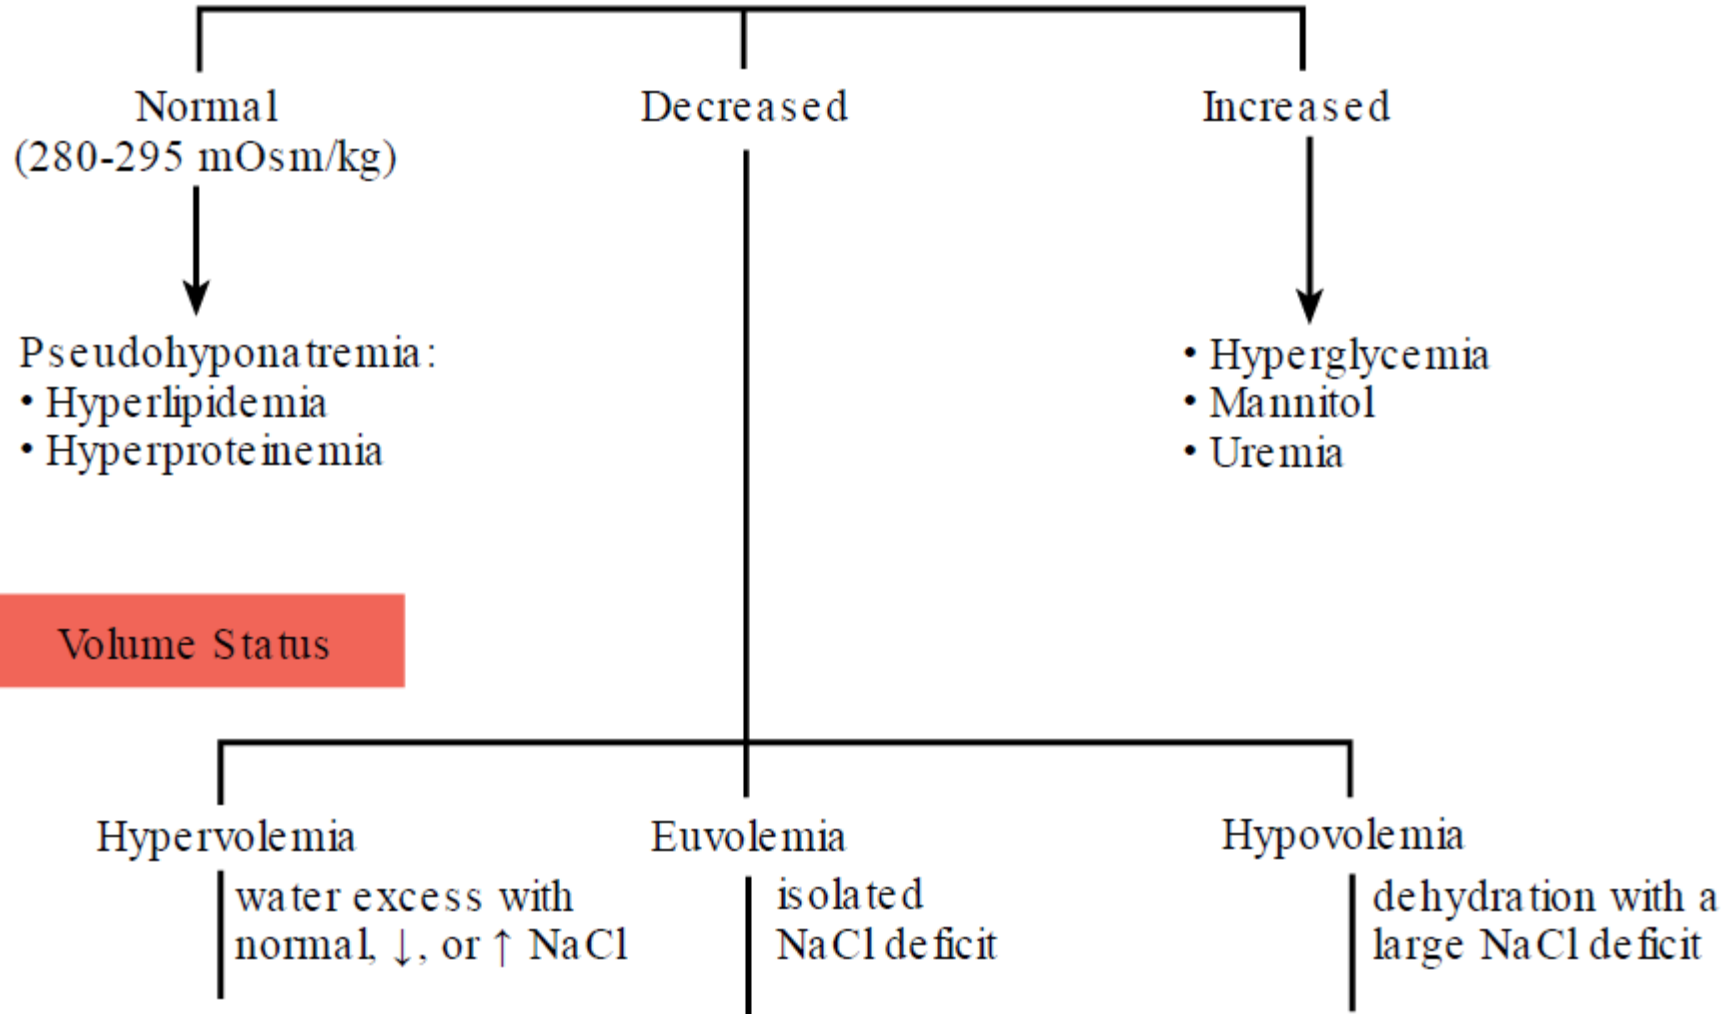 Normal
(280-295 mOsm/kg)
Decreased
Increased
Pseudohyponatremia:
• Hyperlipidemia
• Hyperproteinemia
• Hyperglycemia
• Mannitol
• Uremia
Volume Status
Hypervolemia
water excess with
normal, ↓, or ↑ NaCl
Euvolemia
isolated
NaCl deficit
Hypovolemia
dehydration with a
large NaCl deficit